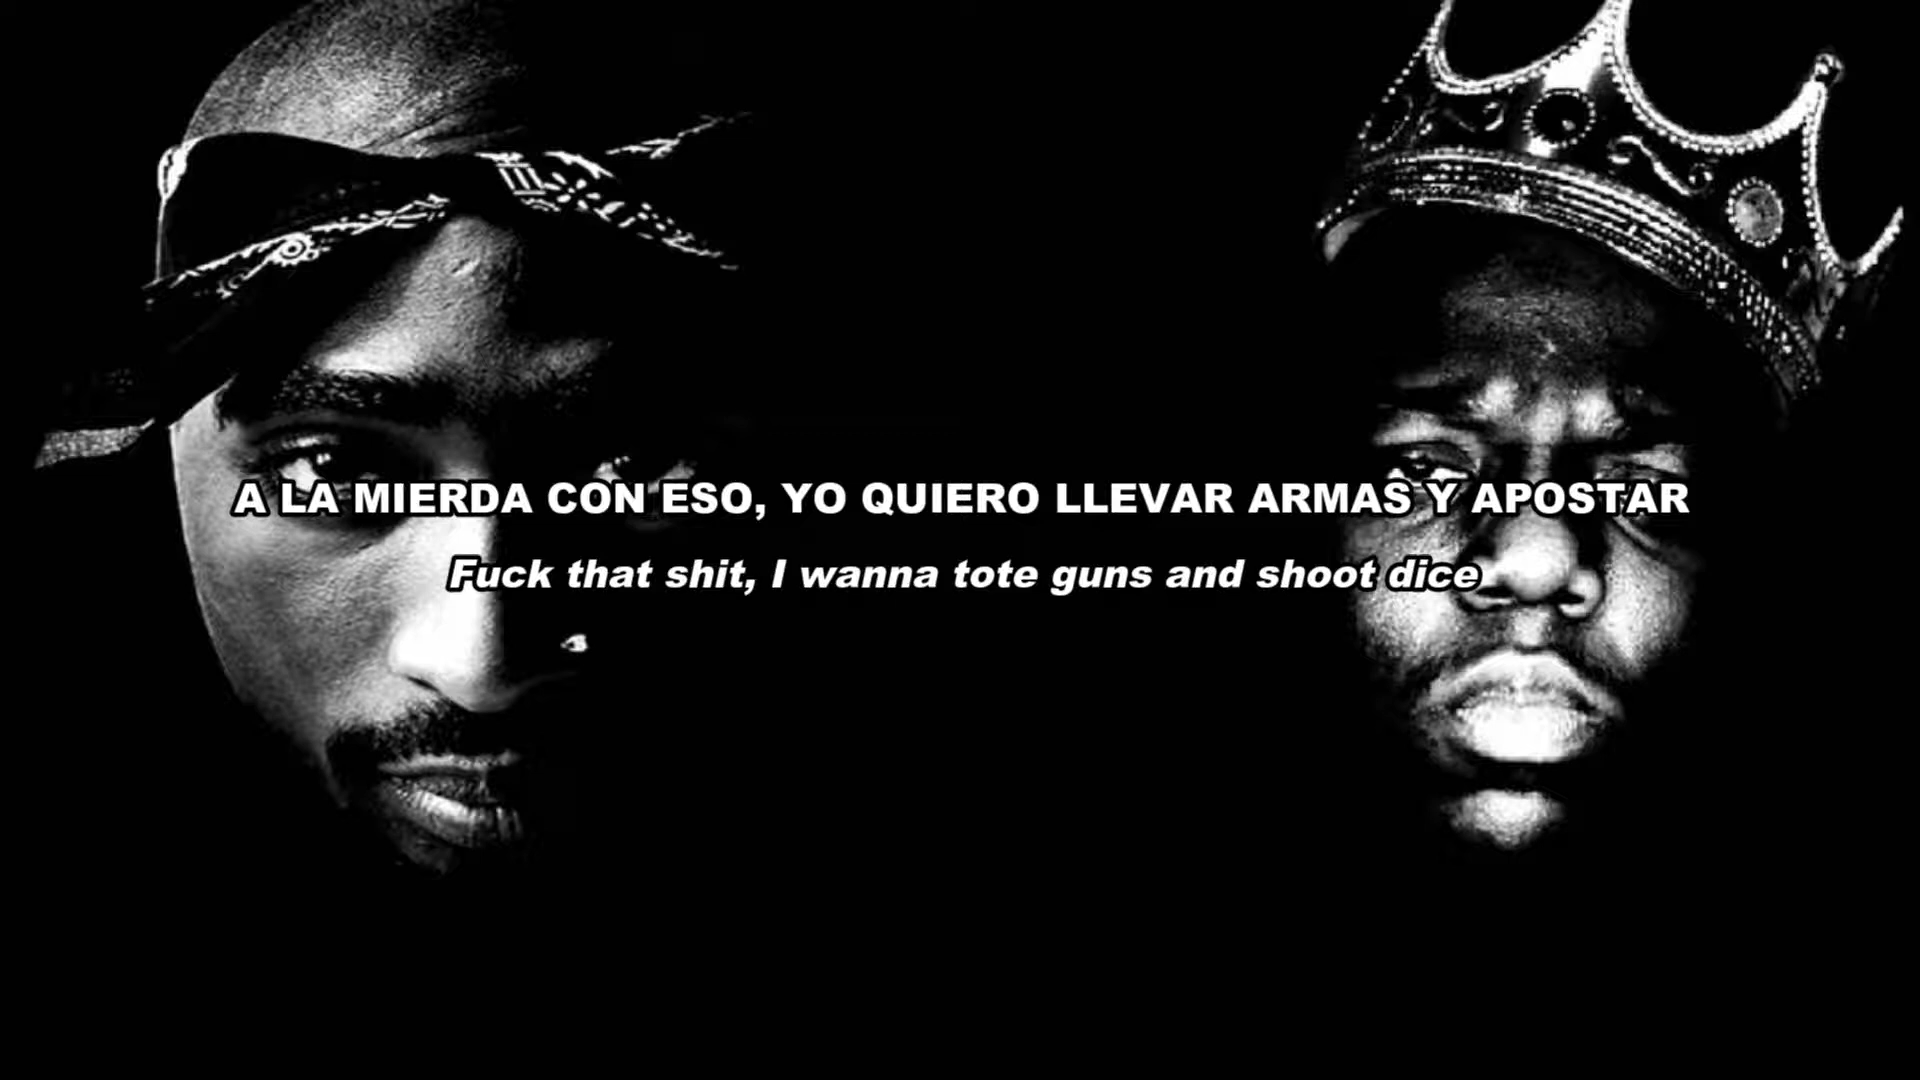 A LA MIERDA CON ESO, YO QUIERO LLEVAR ARMAS Y APOSTAR
Fuck that shit, I wanna tote guns and shoot dice